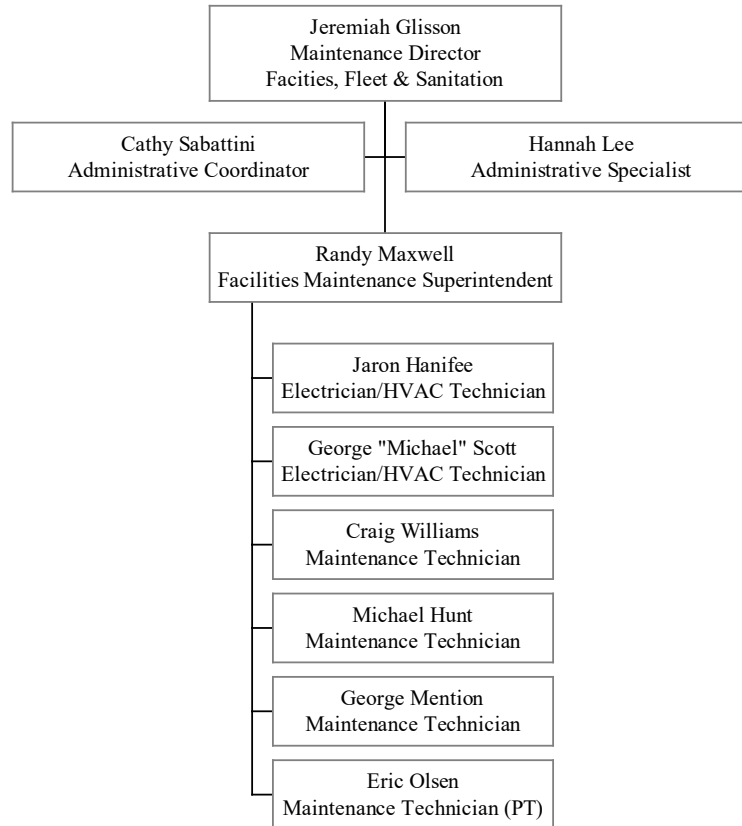 Jeremiah Glisson
Maintenance Director
Facities, Fleet & Sanitation
Cathy Sabattini
Administrative Coordinator
Hannah Lee
Administrative Specialist
Randy Maxwell
Facilities Maintenance Superintendent
Jaron Hanifee
Electrician/HVAC Technician
George "Michael" Scott
Electrician/HVAC Technician
Craig Williams
Maintenance Technician
Michael Hunt
Maintenance Technician
George Mention
Maintenance Technician
Eric Olsen
Maintenance Technician (PT)